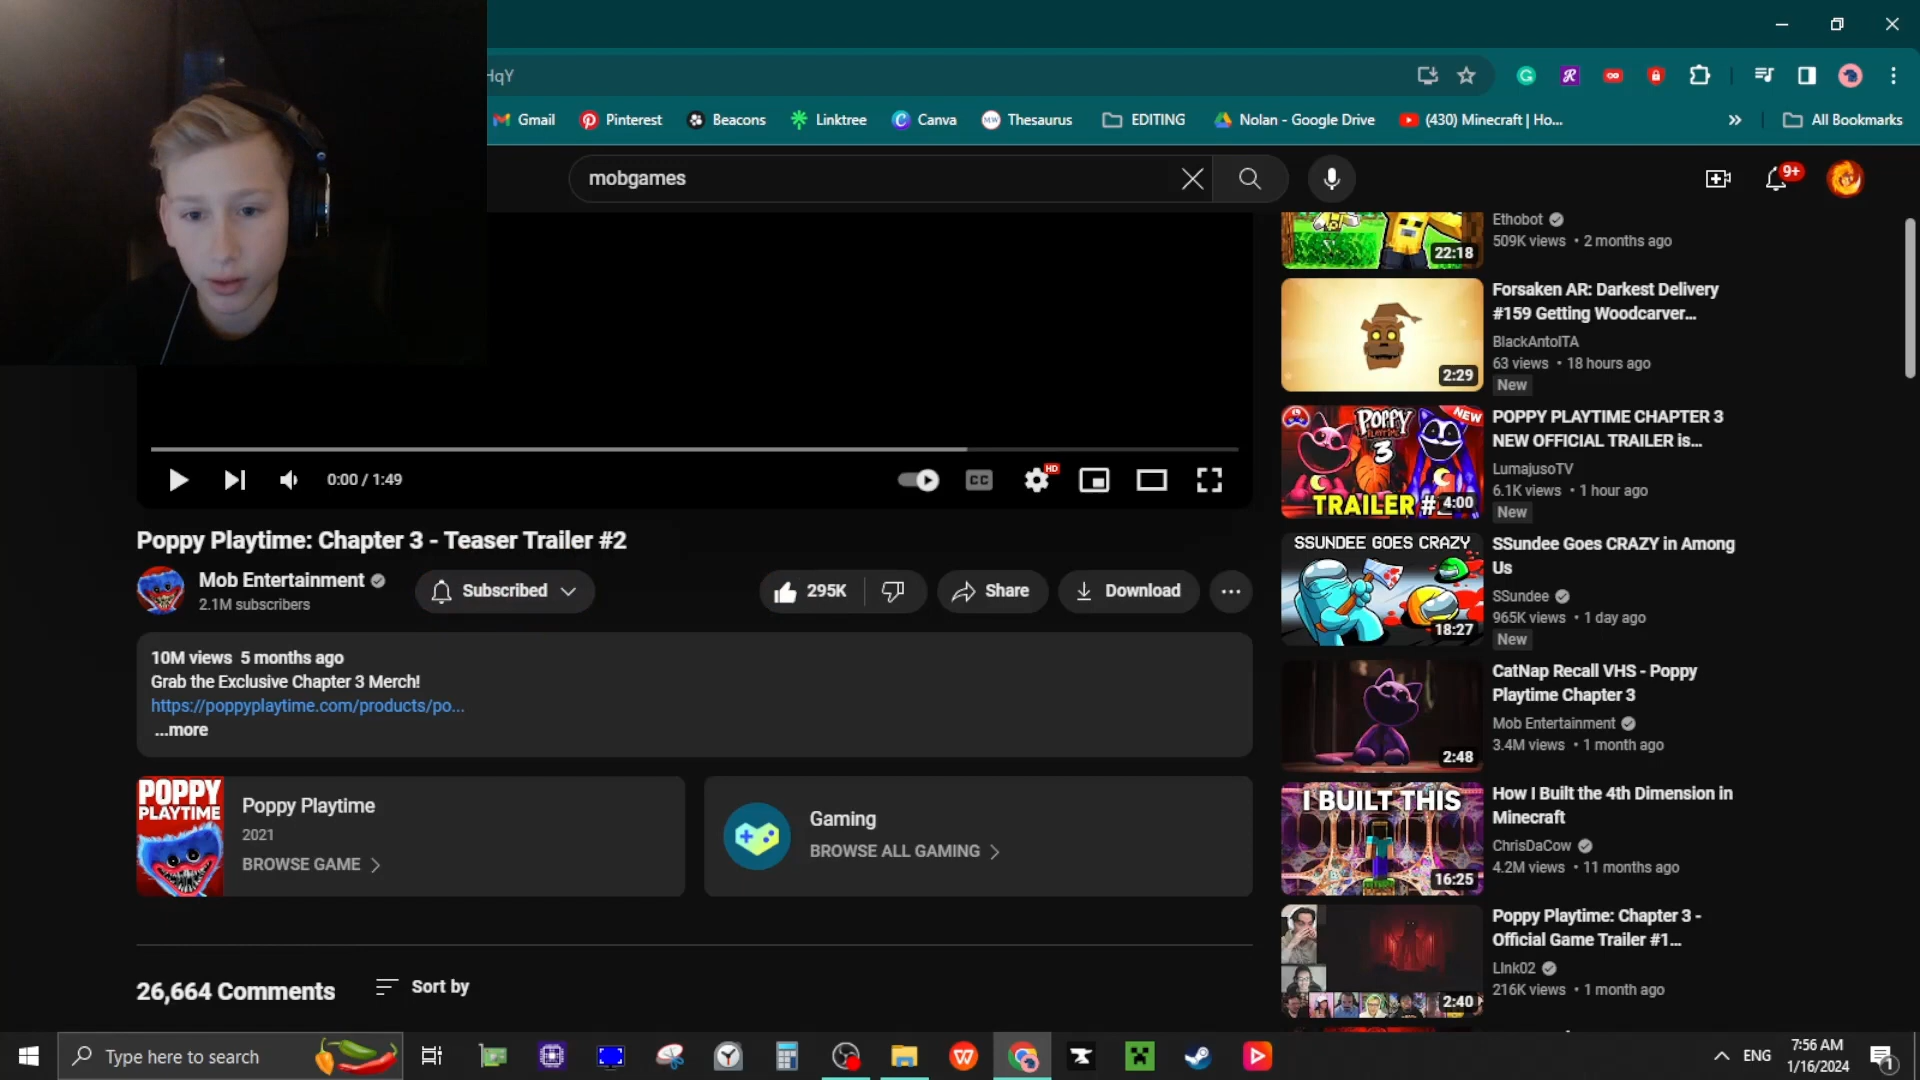 HqY
Gmail
Pinterest
Beacons
Linktree
Canva
Thesaurus
EDITING
Nolan - Google Drive
(430) Minecraft | Ho...
»
All Bookmarks
mobgames
9+
0:00 / 1:49
CC
HD
Poppy Playtime: Chapter 3 - Teaser Trailer #2
Mob Entertainment
2.1M subscribers
Subscribed
295K
Share
Download
10M views 5 months ago
Grab the Exclusive Chapter 3 Merch!
https://poppyplaytime.com/products/po...
...more
POPPY
PLAYTIME
Poppy Playtime
2021
BROWSE GAME
Gaming
BROWSE ALL GAMING
26,664 Comments
Sort by
22:18
Ethobot
509K views • 2 months ago
2:29
Forsaken AR: Darkest Delivery
#159 Getting Woodcarver...
BlackAntoITA
63 views • 18 hours ago
New
NEW
POPPY
PLAYTIME
3
TRAILER #
4:00
POPPY PLAYTIME CHAPTER 3
NEW OFFICIAL TRAILER is...
LumajusoTV
6.1K views • 1 hour ago
New
SSUNDEE GOES CRAZY
18:27
SSundee Goes CRAZY in Among
Us
SSundee
965K views • 1 day ago
New
2:48
CatNap Recall VHS - Poppy
Playtime Chapter 3
Mob Entertainment
3.4M views • 1 month ago
I BUILT THIS
16:25
How I Built the 4th Dimension in
Minecraft
ChrisDaCow
4.2M views • 11 months ago
2:40
Poppy Playtime: Chapter 3 -
Official Game Trailer #1...
LInk02
216K views • 1 month ago
Type here to search
ENG
7:56 AM
1/16/2024
1